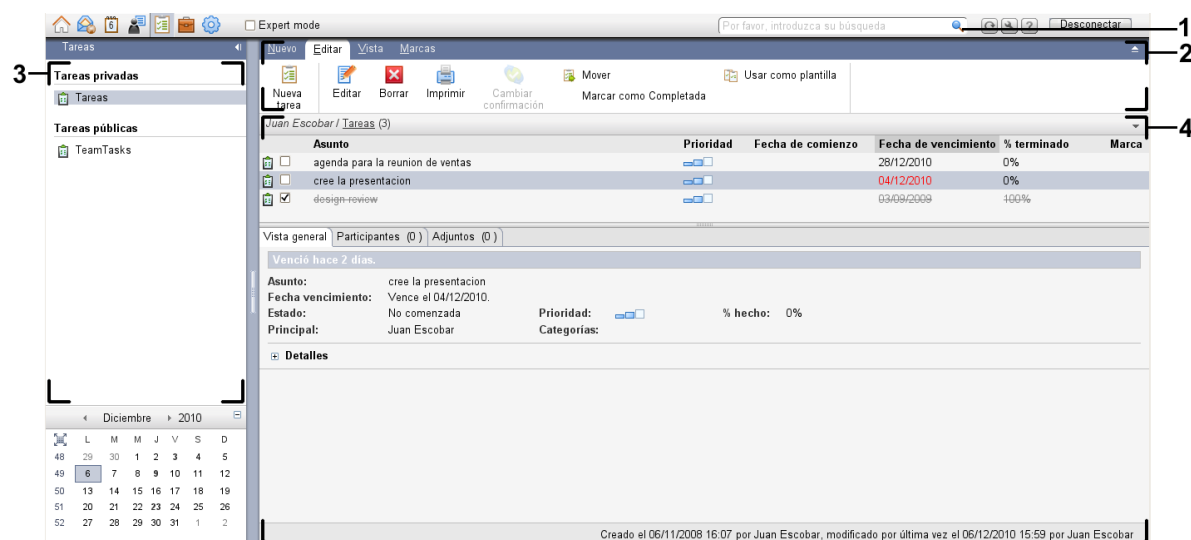 6
Expert mode
Por favor, introduzca su búsqueda
?
Desconectar
1
Tareas
Nuevo Editar Vista Marcas
2
3
Tareas privadas
Tareas
Tareas públicas
TeamTasks
Nueva tarea
Editar
Borrar
Imprimir
Cambiar confirmación
Mover
Marcar como Completada
Usar como plantilla
Juan Escobar / Tareas (3)
4
Asunto Prioridad Fecha de comienzo Fecha de vencimiento % terminado Marca
agenda para la reunion de ventas 28/12/2010 0%
cree la presentacion 04/12/2010 0%
design review 03/09/2009 100%
Vista general Participantes (0) Adjuntos (0)
Venció hace 2 días.
Asunto: cree la presentacion
Fecha vencimiento: Vence el 04/12/2010.
Estado: No comenzada Prioridad: % hecho: 0%
Principal: Juan Escobar Categorías:
Detalles
Diciembre 2010
L M M J V S D
48 29 30 1 2 3 4 5
49 6 7 8 9 10 11 12
50 13 14 15 16 17 18 19
51 20 21 22 23 24 25 26
52 27 28 29 30 31 1 2
Creado el 06/11/2008 16:07 por Juan Escobar, modificado por última vez el 06/12/2010 15:59 por Juan Escobar